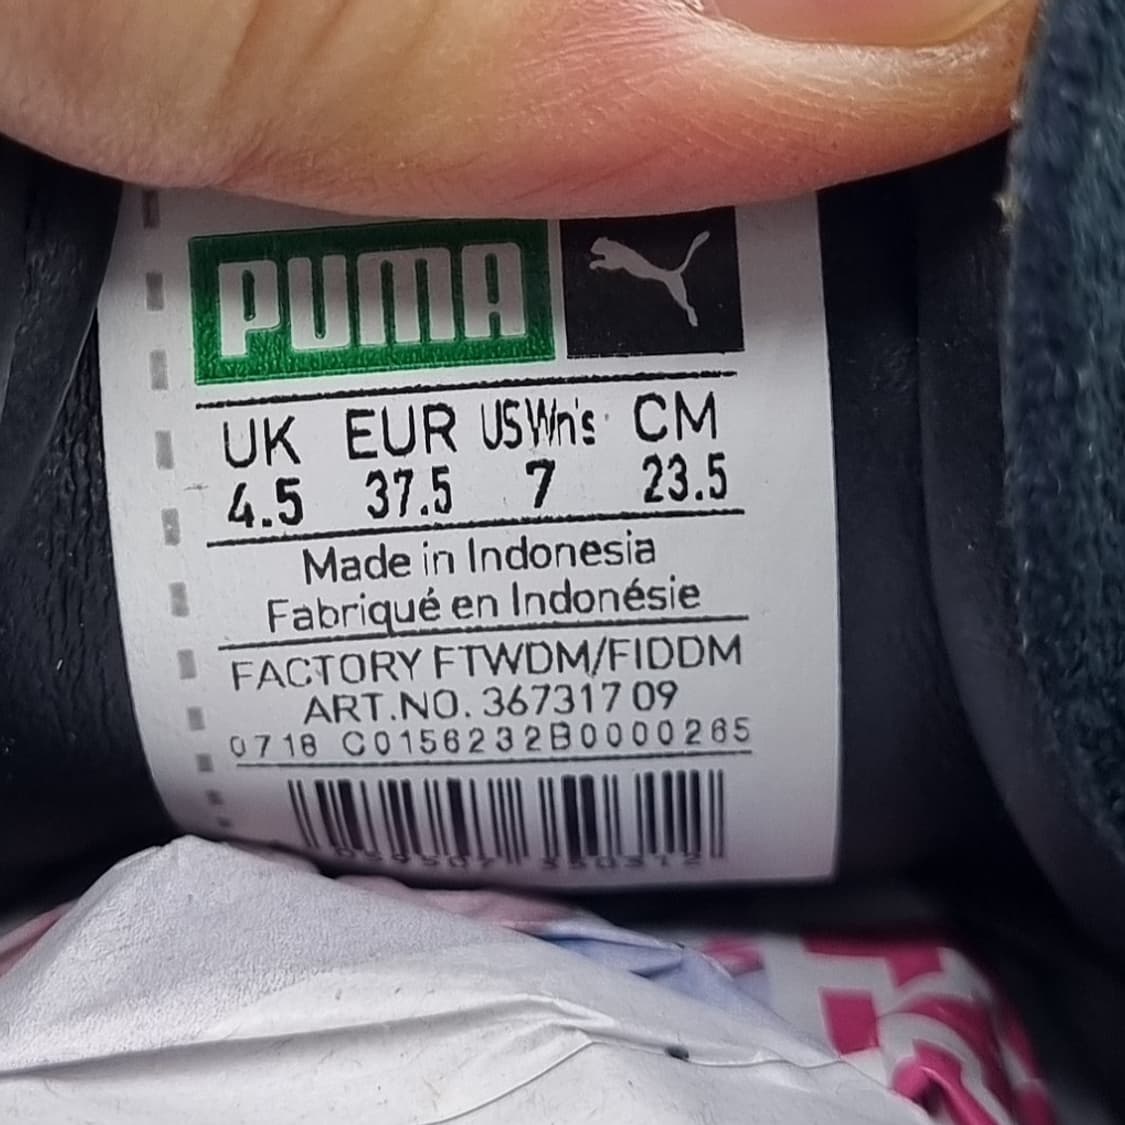 PUMA
UK EUR USWn's CM
4.5 37.5 7 23.5
Made in Indonesia
Fabriqué en Indonésie
FACTORY FTWDM/FIDDM
ART.NO. 367317 09
0718 C0156232B0000265